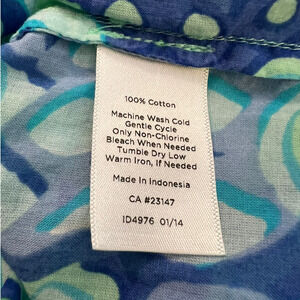 100% Cotton
Machine Wash Cold
Gentle Cycle
Only Non-Chlorine
Bleach When Needed
Tumble Dry Low
Warm Iron, If Needed
Made In Indonesia
CA #23147
ID4976 01/14